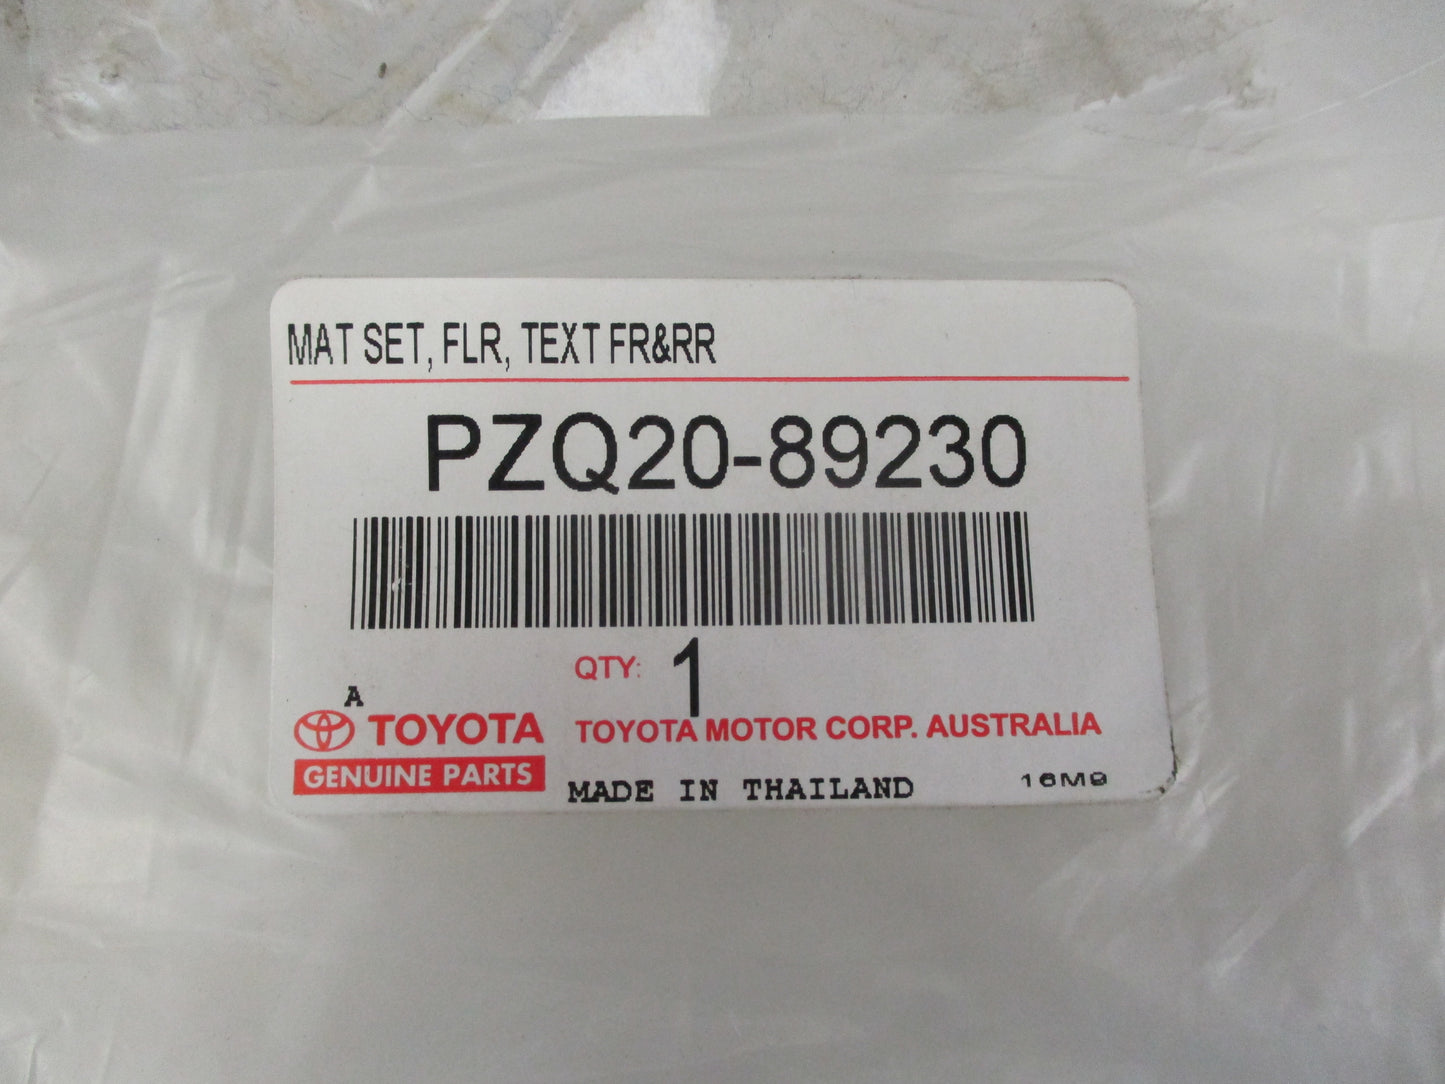 MAT SET, FLR, TEXT FR&RR
PZQ20-89230
QTY: 1
A
TOYOTA
GENUINE PARTS
TOYOTA MOTOR CORP. AUSTRALIA
MADE IN THAILAND
16M9